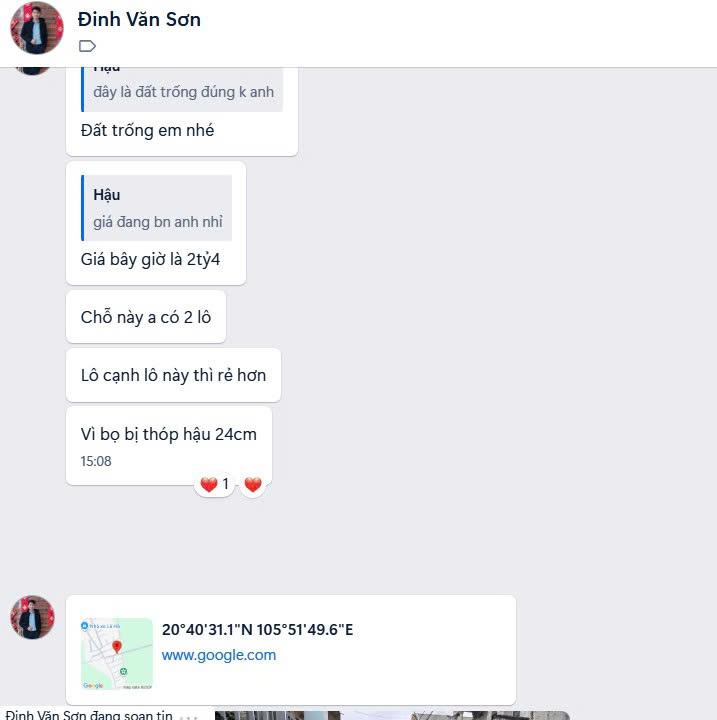 Đinh Văn Sơn
Hậu
đây là đất trống đúng k anh
Đất trống em nhé
Hậu
giá đang bn anh nhỉ
Giá bây giờ là 2tỷ4
Chỗ này a có 2 lô
Lô cạnh lô này thì rẻ hơn
Vì bọ bị thóp hậu 24cm
15:08
1
20°40'31.1"N 105°51'49.6"E
www.google.com
Google
Đinh Văn Sơn đang soạn tin